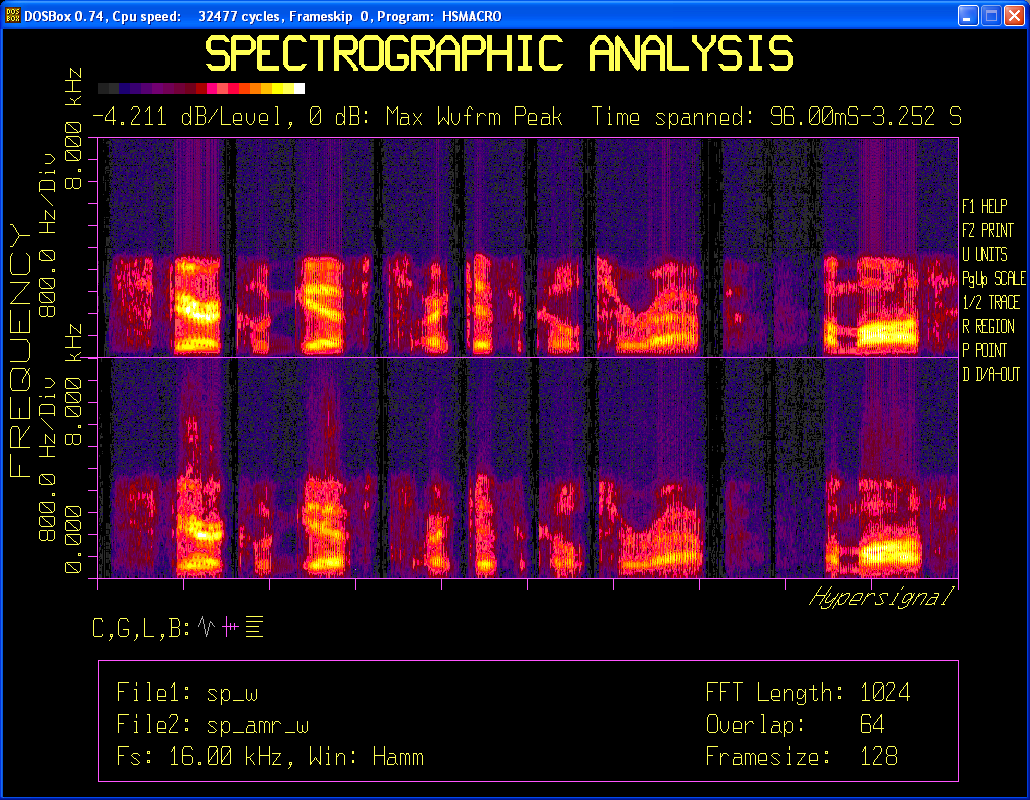 DOSBox 0.74, Cpu speed: 32477 cycles, Frameskip 0, Program: HSMACRO
SPECTROGRAPHIC ANALYSIS
-4.211 dB/Level, 0 dB: Max Wvfrm Peak Time spanned: 96.00mS-3.252 S
FREQUENCY
800.0 Hz/Div
8.000 kHz
800.0 Hz/Div
0.000 8.000 kHz
F1 HELP
F2 PRINT
U UNITS
PgUp SCALE
1/2 TRACE
R REGION
P POINT
D D/A-OUT
Hypersignal
C,G,L,B:
File1: sp_w
File2: sp_amr_w
Fs: 16.00 kHz, Win: Hamm
FFT Length: 1024
Overlap: 64
Framesize: 128